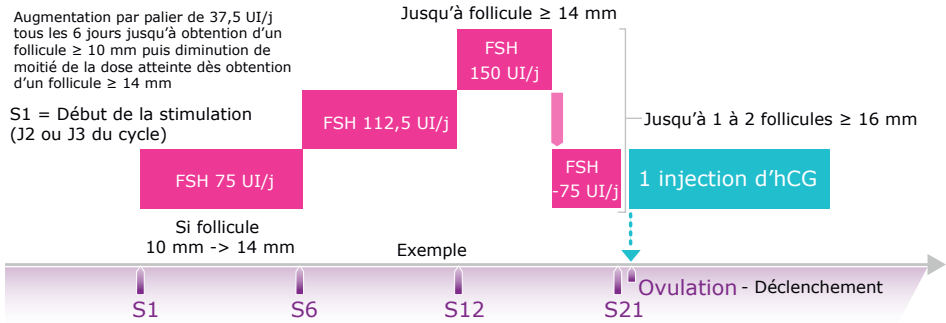 Augmentation par palier de 37,5 UI/j
tous les 6 jours jusqu'à obtention d'un
follicule ≥ 10 mm puis diminution de
moitié de la dose atteinte dès obtention
d'un follicule ≥ 14 mm
S1 = Début de la stimulation
(J2 ou J3 du cycle)
Jusqu'à follicule ≥ 14 mm
FSH
150 UI/j
FSH 112,5 UI/j
Jusqu'à 1 à 2 follicules ≥ 16 mm
FSH 75 UI/j
FSH
-75 UI/j
1 injection d'hCG
Si follicule
10 mm -> 14 mm
Exemple
Ovulation - Déclenchement
S1
S6
S12
S21